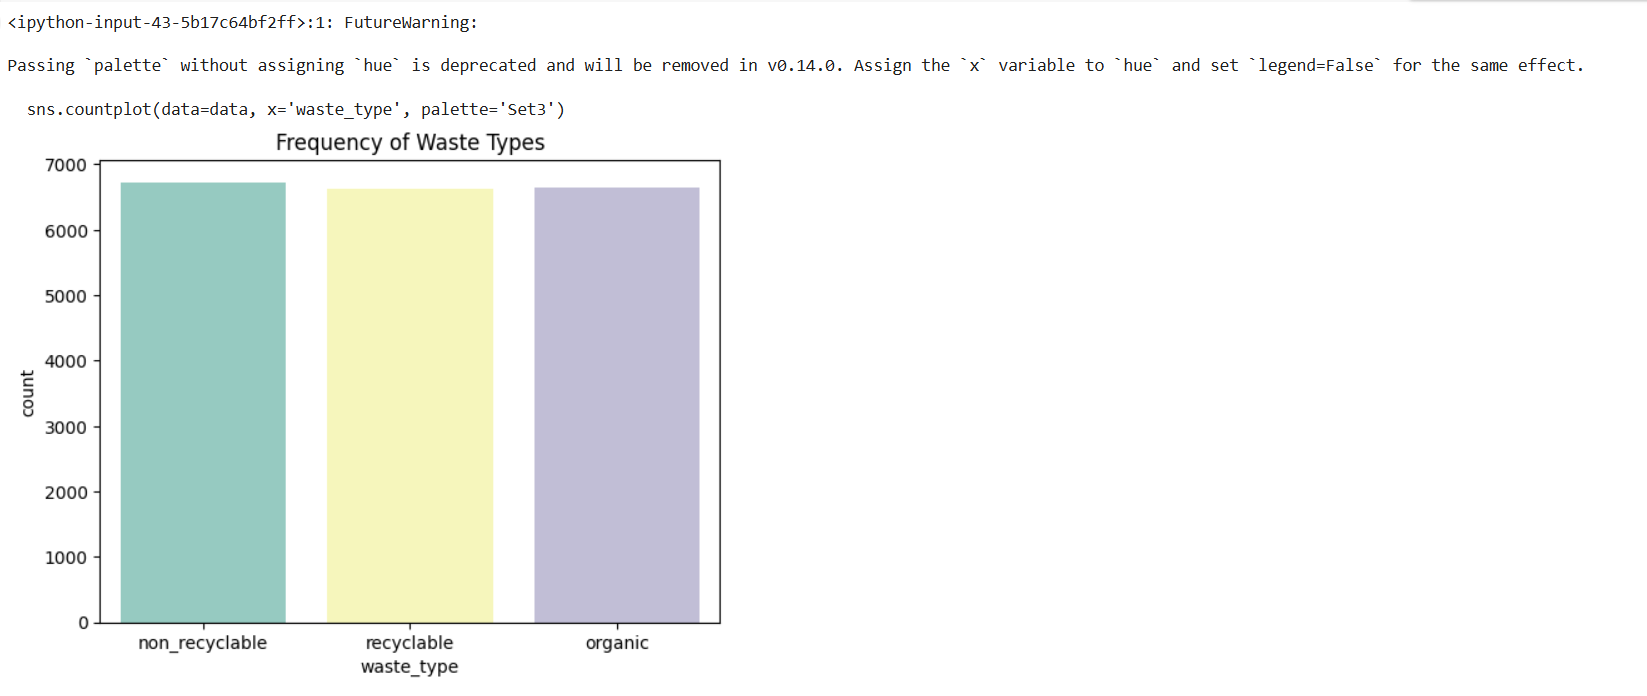 <ipython-input-43-5b17c64bf2ff>:1: FutureWarning:
Passing `palette` without assigning `hue` is deprecated and will be removed in v0.14.0. Assign the `x` variable to `hue` and set `legend=False` for the same effect.
sns.countplot(data=data, x='waste_type', palette='Set3')
Frequency of Waste Types
7000
6000
5000
4000
3000
2000
1000
0
count
non_recyclable recyclable organic
waste_type